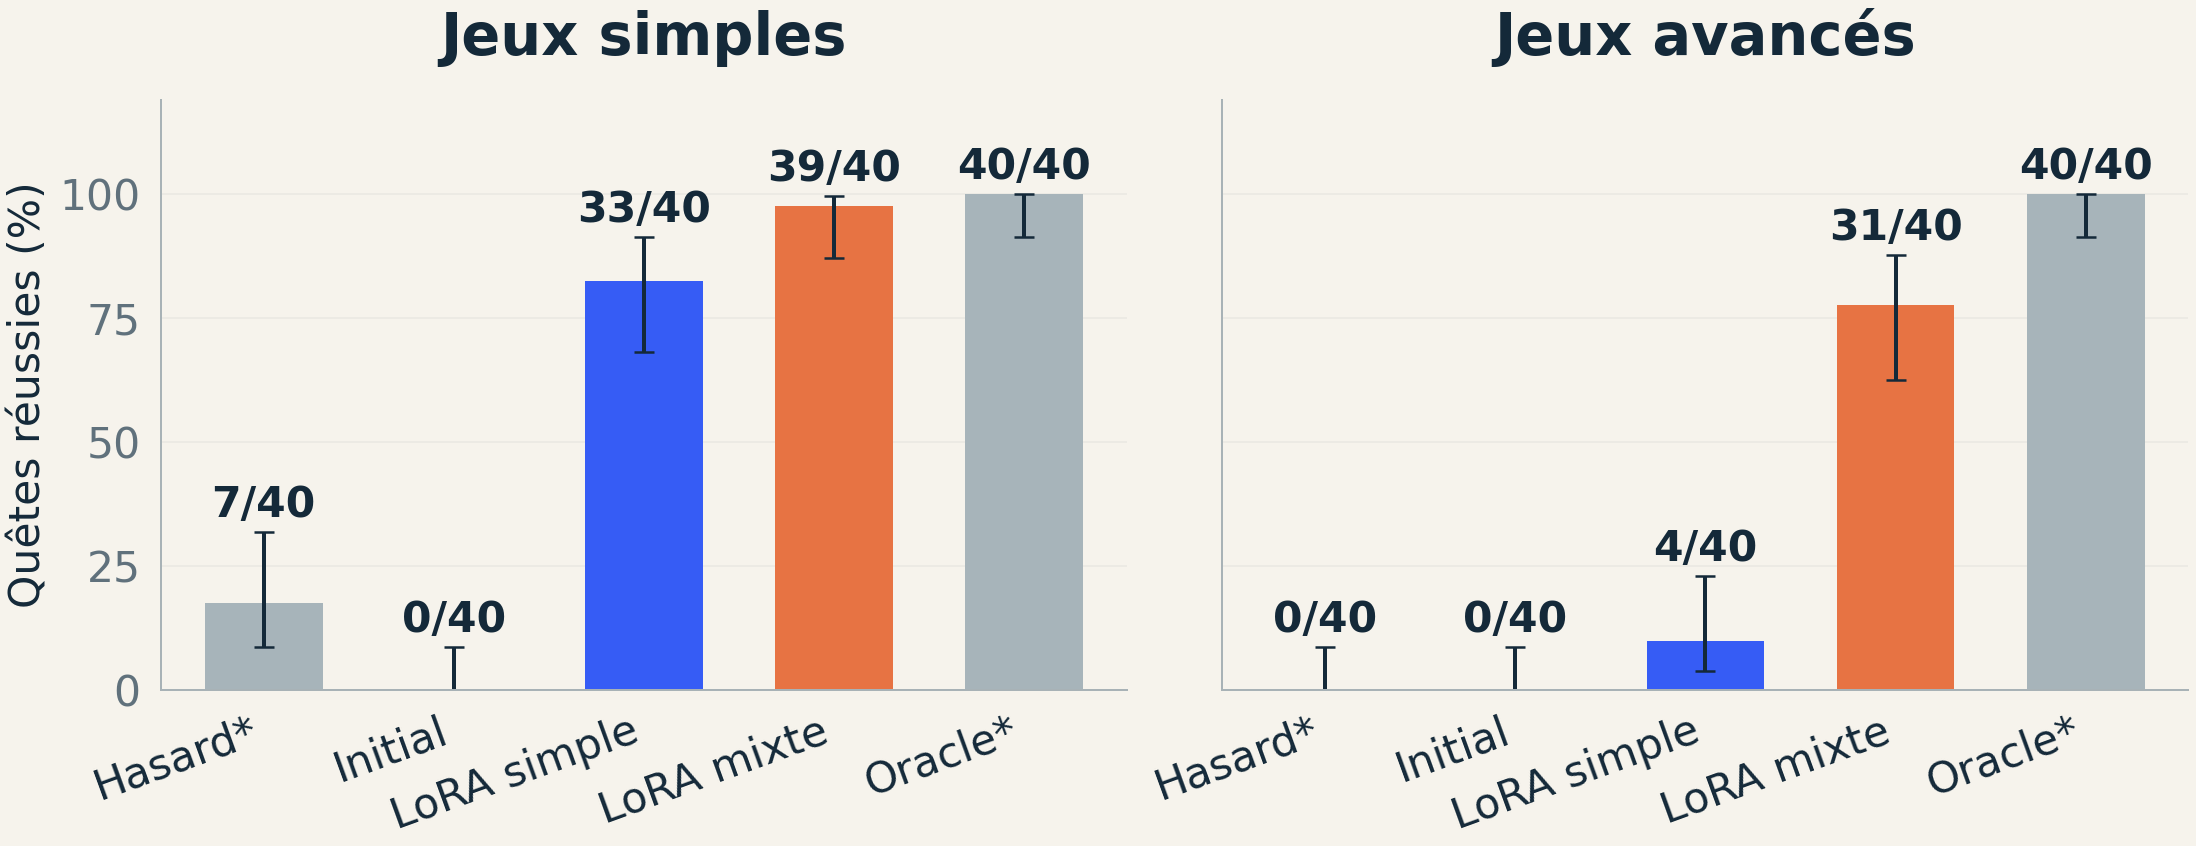 Jeux simples
Quêtes réussies (%)
100
75
50
25
0
7/40
0/40
33/40
39/40
40/40
Hasard*
Initial
LoRA simple
LoRA mixte
Oracle*
Jeux avancés
0/40
0/40
4/40
31/40
40/40
Hasard*
Initial
LoRA simple
LoRA mixte
Oracle*